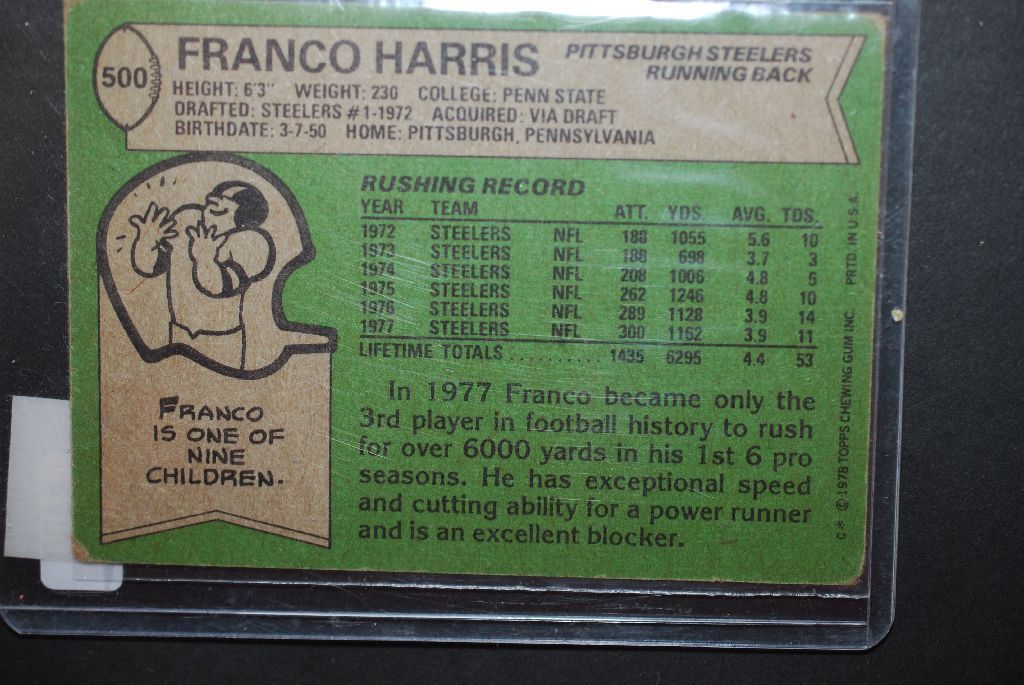 500
FRANCO HARRIS
PITTSBURGH STEELERS
RUNNING BACK
HEIGHT: 6'3" WEIGHT: 230 COLLEGE: PENN STATE
DRAFTED: STEELERS #1-1972 ACQUIRED: VIA DRAFT
BIRTHDATE: 3-7-50 HOME: PITTSBURGH, PENNSYLVANIA
RUSHING RECORD
YEAR TEAM ATT. YDS. AVG. TDS.
1972 STEELERS NFL 188 1055 5.6 10
1973 STEELERS NFL 188 698 3.7 3
1974 STEELERS NFL 208 1006 4.8 5
1975 STEELERS NFL 262 1246 4.8 10
1976 STEELERS NFL 289 1128 3.9 14
1977 STEELERS NFL 300 1162 3.9 11
LIFETIME TOTALS .......... 1435 6295 4.4 53
FRANCO
IS ONE OF
NINE
CHILDREN.
In 1977 Franco became only the
3rd player in football history to rush
for over 6000 yards in his 1st 6 pro
seasons. He has exceptional speed
and cutting ability for a power runner
and is an excellent blocker.
C* © 1978 TOPPS CHEWING GUM INC. PRTD. IN U.S.A.